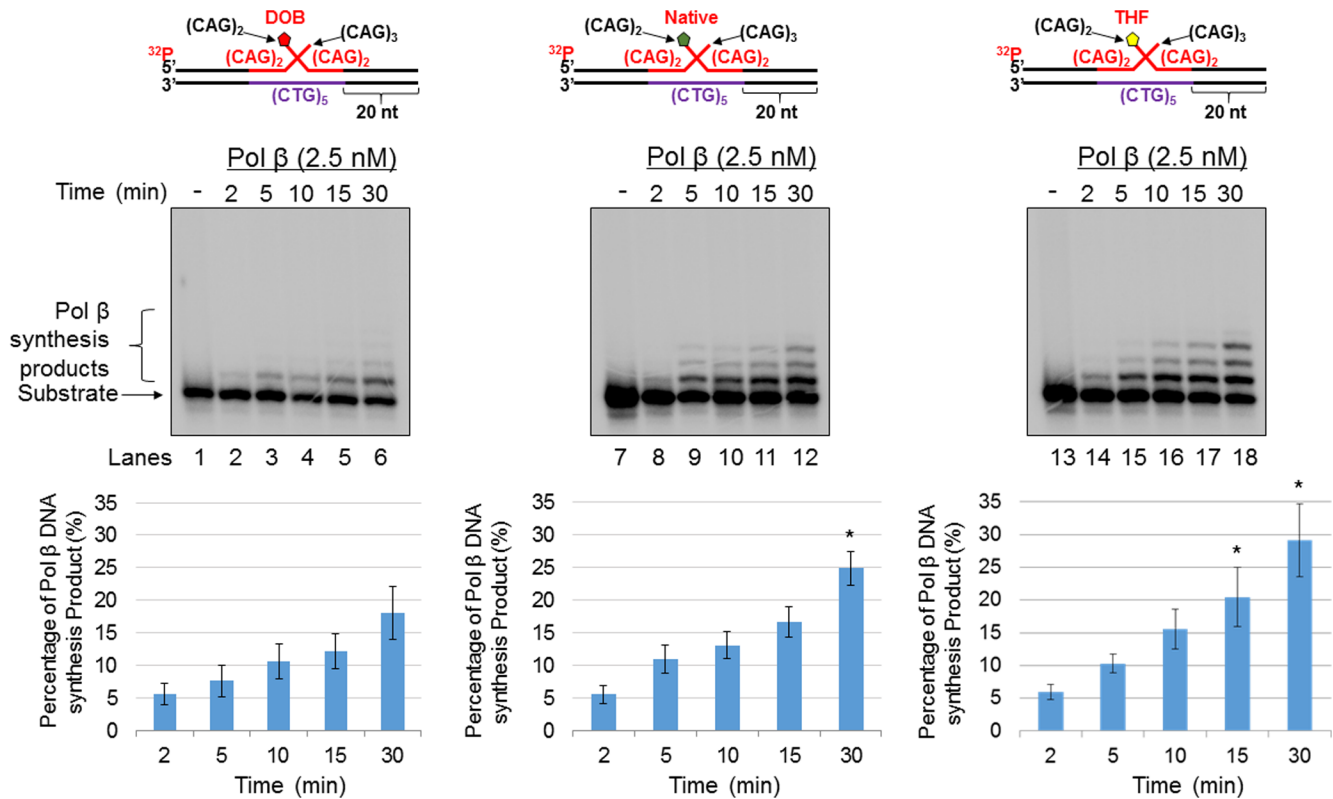 DOB
(CAG)₂ (CAG)₃
³²P (CAG)₂ (CAG)₂
5’
3’
(CTG)₅
20 nt
Pol β (2.5 nM)
Time (min) - 2 5 10 15 30
Pol β
synthesis
products
Substrate
Lanes 1 2 3 4 5 6
Native
(CAG)₂ (CAG)₃
³²P (CAG)₂ (CAG)₂
5’
3’
(CTG)₅
20 nt
Pol β (2.5 nM)
- 2 5 10 15 30
7 8 9 10 11 12
THF
(CAG)₂ (CAG)₃
³²P (CAG)₂ (CAG)₂
5’
3’
(CTG)₅
20 nt
Pol β (2.5 nM)
- 2 5 10 15 30
13 14 15 16 17 18
Percentage of Pol β DNA
synthesis Product (%)
35
30
25
20
15
10
5
0
2 5 10 15 30
Time (min)
Percentage of Pol β DNA
synthesis Product (%)
35
30
25
20
15
10
5
0
*
2 5 10 15 30
Time (min)
Percentage of Pol β DNA
synthesis Product (%)
35
30
25
20
15
10
5
0
* *
2 5 10 15 30
Time (min)